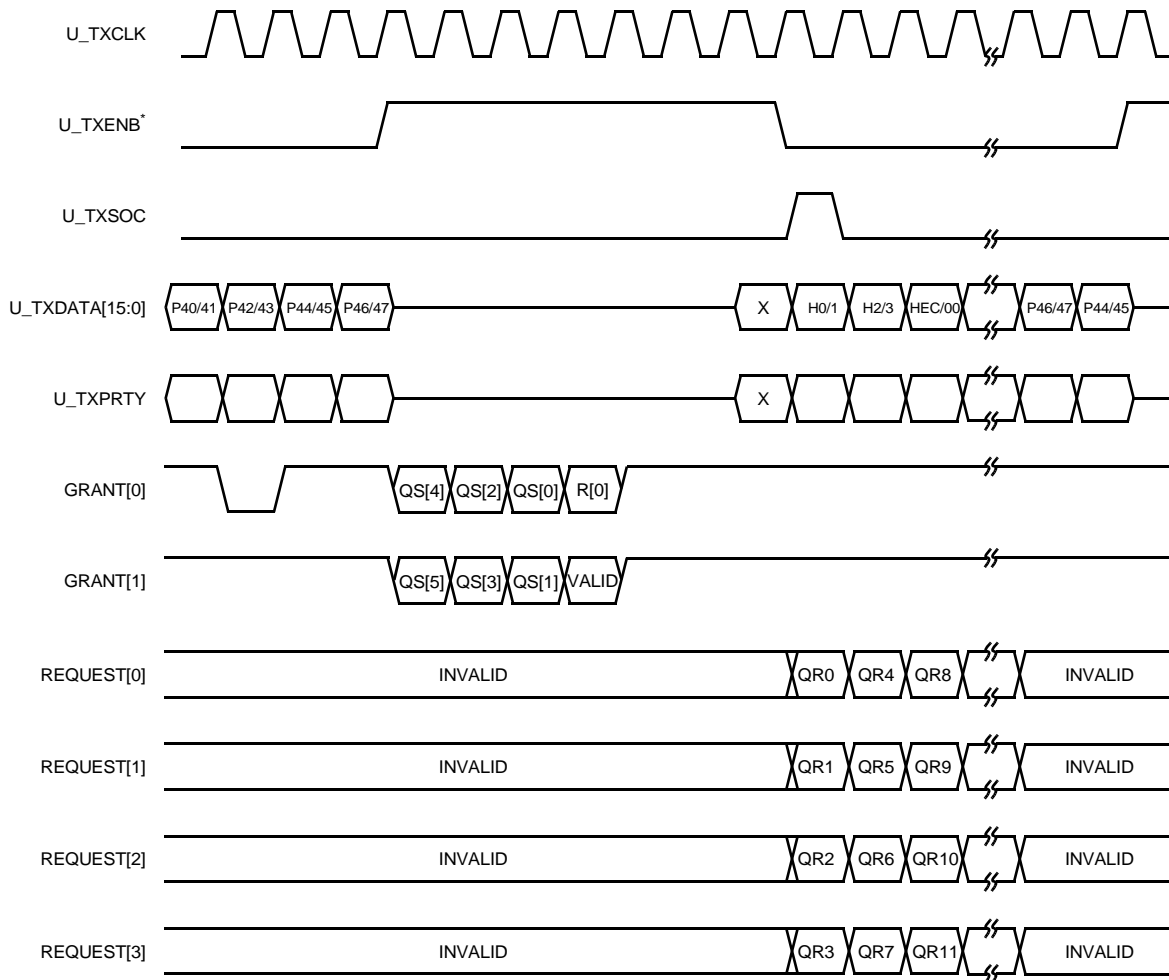 U_TXCLK
U_TXENB*
U_TXSOC
U_TXDATA[15:0] P40/41 P42/43 P44/45 P46/47 X H0/1 H2/3 HEC/00 P46/47 P44/45
U_TXPRTY X
GRANT[0] QS[4] QS[2] QS[0] R[0]
GRANT[1] QS[5] QS[3] QS[1] VALID
REQUEST[0] INVALID QR0 QR4 QR8 INVALID
REQUEST[1] INVALID QR1 QR5 QR9 INVALID
REQUEST[2] INVALID QR2 QR6 QR10 INVALID
REQUEST[3] INVALID QR3 QR7 QR11 INVALID